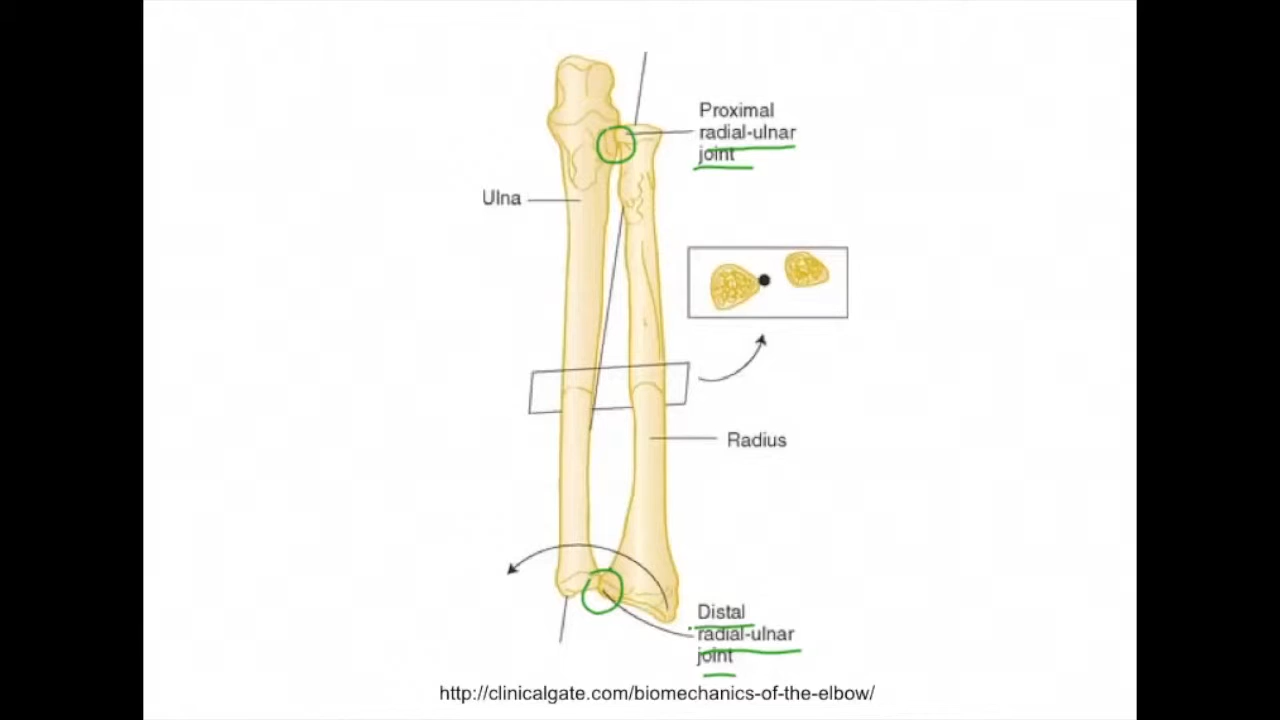 Proximal
radial-ulnar
joint
Ulna
Radius
Distal
radial-ulnar
joint
http://clinicalgate.com/biomechanics-of-the-elbow/